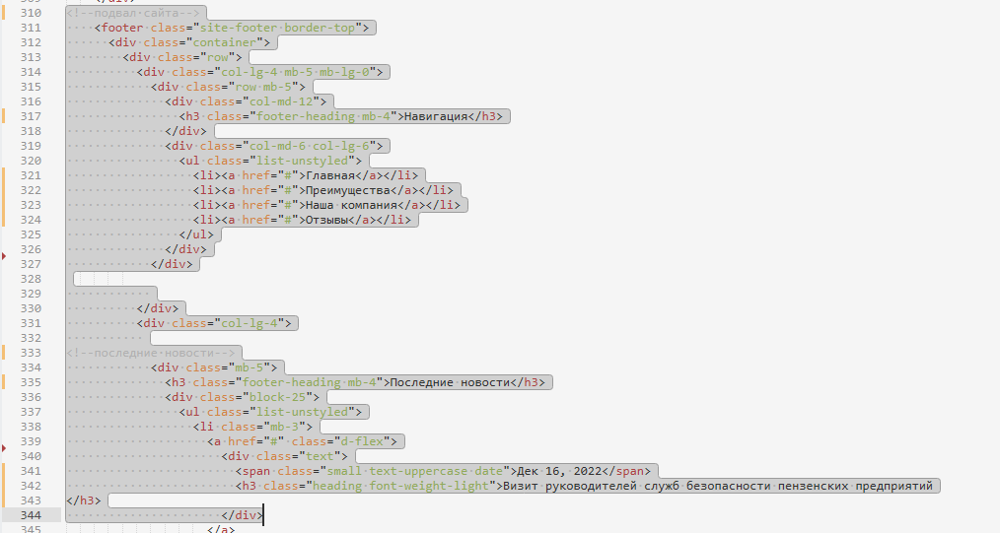 310 <!--подвал сайта-->
311 <footer class="site-footer border-top">
312 <div class="container">
313 <div class="row">
314 <div class="col-lg-4 mb-5 mb-lg-0">
315 <div class="row mb-5">
316 <div class="col-md-12">
317 <h3 class="footer-heading mb-4">Навигация</h3>
318 </div>
319 <div class="col-md-6 col-lg-6">
320 <ul class="list-unstyled">
321 <li><a href="#">Главная</a></li>
322 <li><a href="#">Преимущества</a></li>
323 <li><a href="#">Наша компания</a></li>
324 <li><a href="#">Отзывы</a></li>
325 </ul>
326 </div>
327 </div>
328
329
330 </div>
331 <div class="col-lg-4">
332
333 <!--последние новости-->
334 <div class="mb-5">
335 <h3 class="footer-heading mb-4">Последние новости</h3>
336 <div class="block-25">
337 <ul class="list-unstyled">
338 <li class="mb-3">
339 <a href="#" class="d-flex">
340 <div class="text">
341 <span class="small text-uppercase date">Дек 16, 2022</span>
342 <h3 class="heading font-weight-light">Визит руководителей служб безопасности пензенских предприятий
343 </h3>
344 </div>
345 </a>